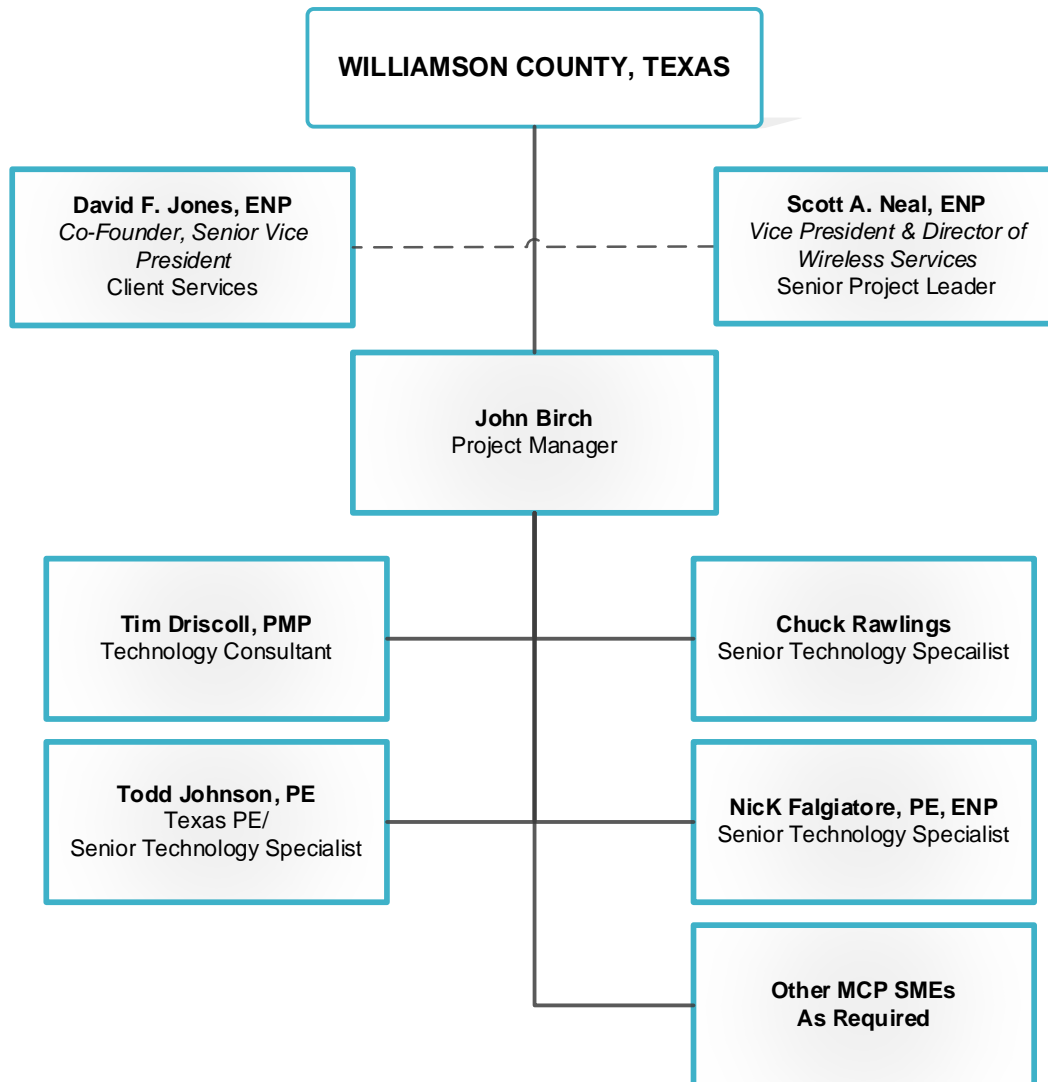 WILLIAMSON COUNTY, TEXAS
David F. Jones, ENP
Co-Founder, Senior Vice
President
Client Services
Scott A. Neal, ENP
Vice President & Director of
Wireless Services
Senior Project Leader
John Birch
Project Manager
Tim Driscoll, PMP
Technology Consultant
Chuck Rawlings
Senior Technology Specailist
Todd Johnson, PE
Texas PE/
Senior Technology Specialist
NicK Falgiatore, PE, ENP
Senior Technology Specialist
Other MCP SMEs
As Required